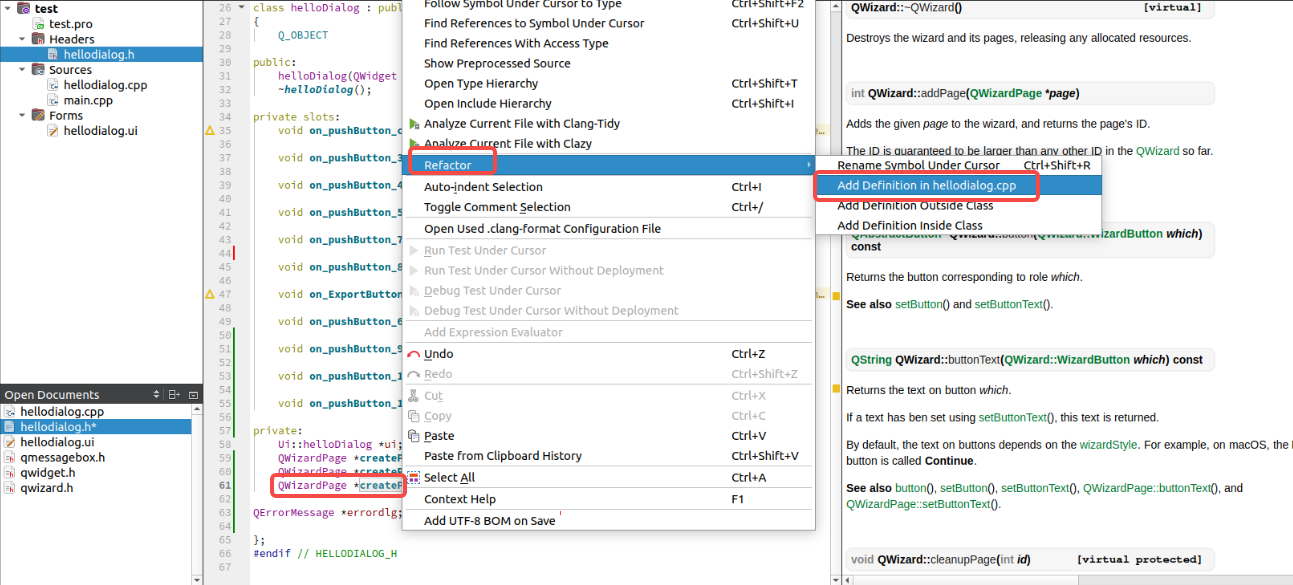 test
test.pro
Headers
hellodialog.h
Sources
hellodialog.cpp
main.cpp
Forms
hellodialog.ui
Open Documents
hellodialog.cpp
hellodialog.h*
hellodialog.ui
qmessagebox.h
qwidget.h
qwizard.h
26 class helloDialog : publ
27 {
28 Q_OBJECT
29
30 public:
31 helloDialog(QWidget
32 ~helloDialog();
33
34 private slots:
35 void on_pushButton_c
36
37 void on_pushButton_3
38
39 void on_pushButton_4
40
41 void on_pushButton_5
42
43 void on_pushButton_7
44
45 void on_pushButton_8
46
47 void on_ExportButton
48
49 void on_pushButton_6
50
51 void on_pushButton_9
52
53 void on_pushButton_1
54
55 void on_pushButton_1
56
57 private:
58 Ui::helloDialog *ui;
59 QWizardPage *createP
60 QWizardPage *createP
61 QWizardPage *createP
62
63 QErrorMessage *errordlg;
64
65 };
66 #endif // HELLODIALOG_H
67
Follow Symbol Under Cursor to Type Ctrl+Shift+F2
Find References to Symbol Under Cursor Ctrl+Shift+U
Find References With Access Type
Show Preprocessed Source
Open Type Hierarchy Ctrl+Shift+T
Open Include Hierarchy Ctrl+Shift+I
Analyze Current File with Clang-Tidy
Analyze Current File with Clazy
Refactor
Auto-indent Selection Ctrl+I
Toggle Comment Selection Ctrl+/
Open Used .clang-format Configuration File
Run Test Under Cursor
Run Test Under Cursor Without Deployment
Debug Test Under Cursor
Debug Test Under Cursor Without Deployment
Add Expression Evaluator
Undo Ctrl+Z
Redo Ctrl+Shift+Z
Cut Ctrl+X
Copy Ctrl+C
Paste Ctrl+V
Paste from Clipboard History Ctrl+Shift+V
Select All Ctrl+A
Context Help F1
Add UTF-8 BOM on Save
Rename Symbol Under Cursor Ctrl+Shift+R
Add Definition in hellodialog.cpp
Add Definition Outside Class
Add Definition Inside Class
QWizard::~QWizard() [virtual]
Destroys the wizard and its pages, releasing any allocated resources.
int QWizard::addPage(QWizardPage *page)
Adds the given page to the wizard, and returns the page's ID.
The ID is guaranteed to be larger than any other ID in the QWizard so far.
QAbstractButton *QWizard::button(QWizard::WizardButton which)
const
Returns the button corresponding to role which.
See also setButton() and setButtonText().
QString QWizard::buttonText(QWizard::WizardButton which) const
Returns the text on button which.
If a text has ben set using setButtonText(), this text is returned.
By default, the text on buttons depends on the wizardStyle. For example, on macOS, the
button is called Continue.
See also button(), setButton(), setButtonText(), QWizardPage::buttonText(), and
QWizardPage::setButtonText().
void QWizard::cleanupPage(int id) [virtual protected]